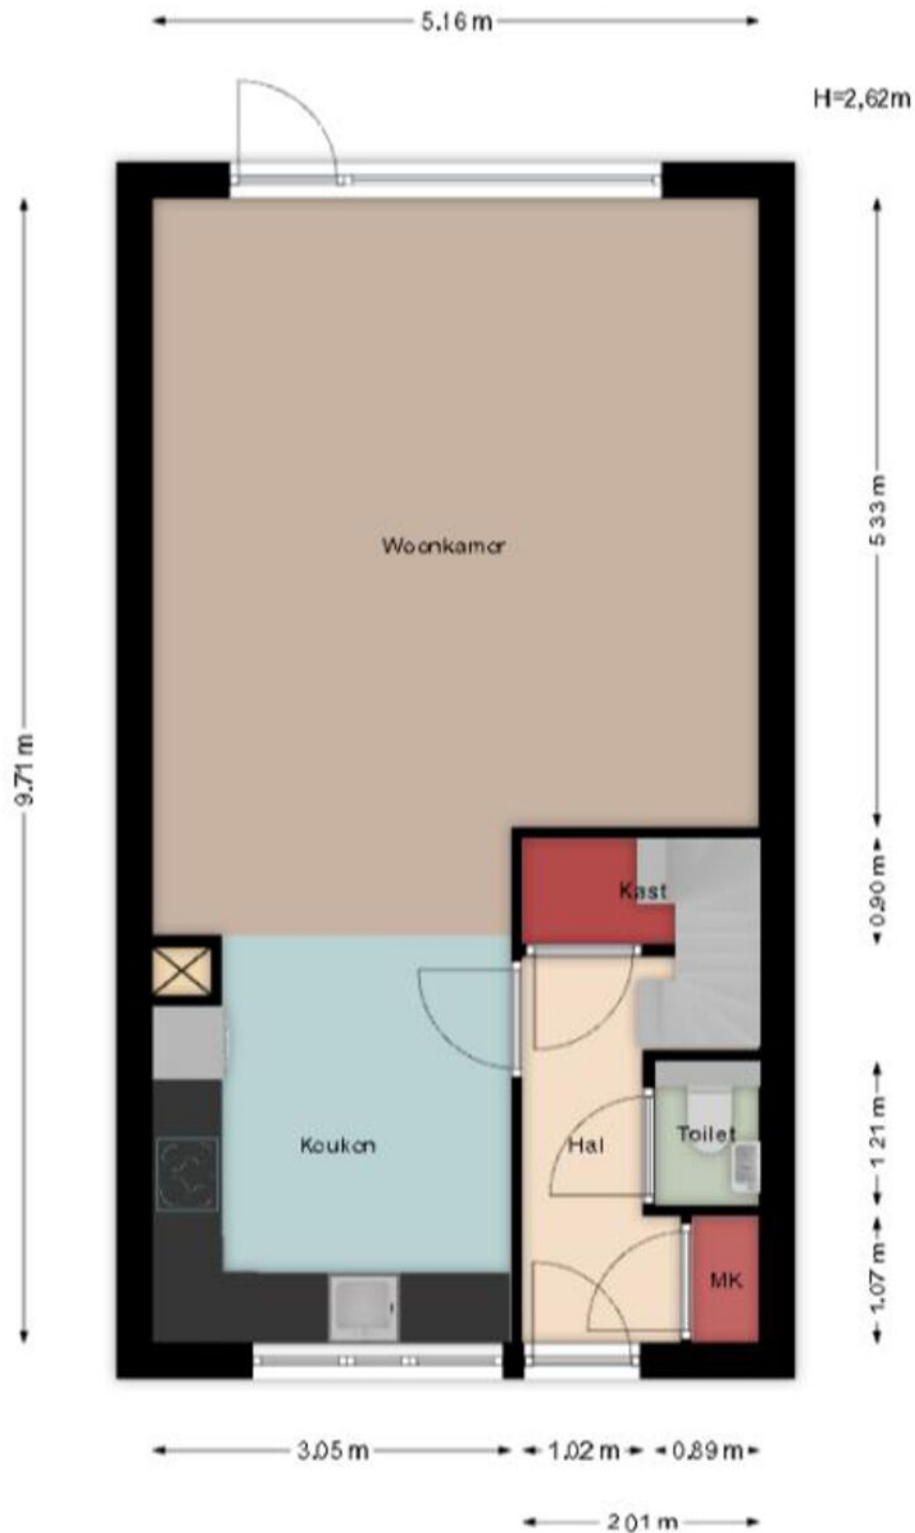 5.16 m
H=2,62m
Woonkamer
5.33 m
9.71 m
Kast
0.90 m
Keuken
Hal
Toilet
1.21 m
MK
1.07 m
3.05 m
1.02 m
0.89 m
2.01 m